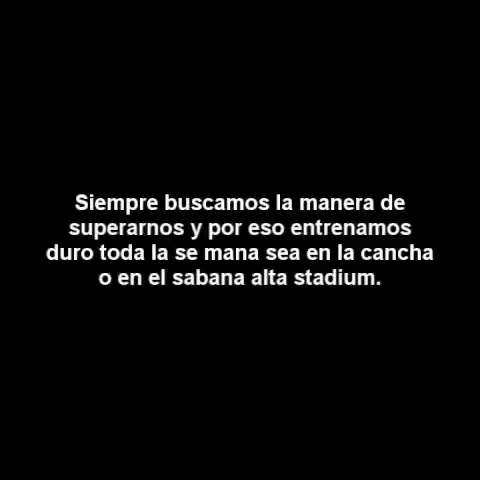 Siempre buscamos la manera de
superarnos y por eso entrenamos
duro toda la se mana sea en la cancha
o en el sabana alta stadium.